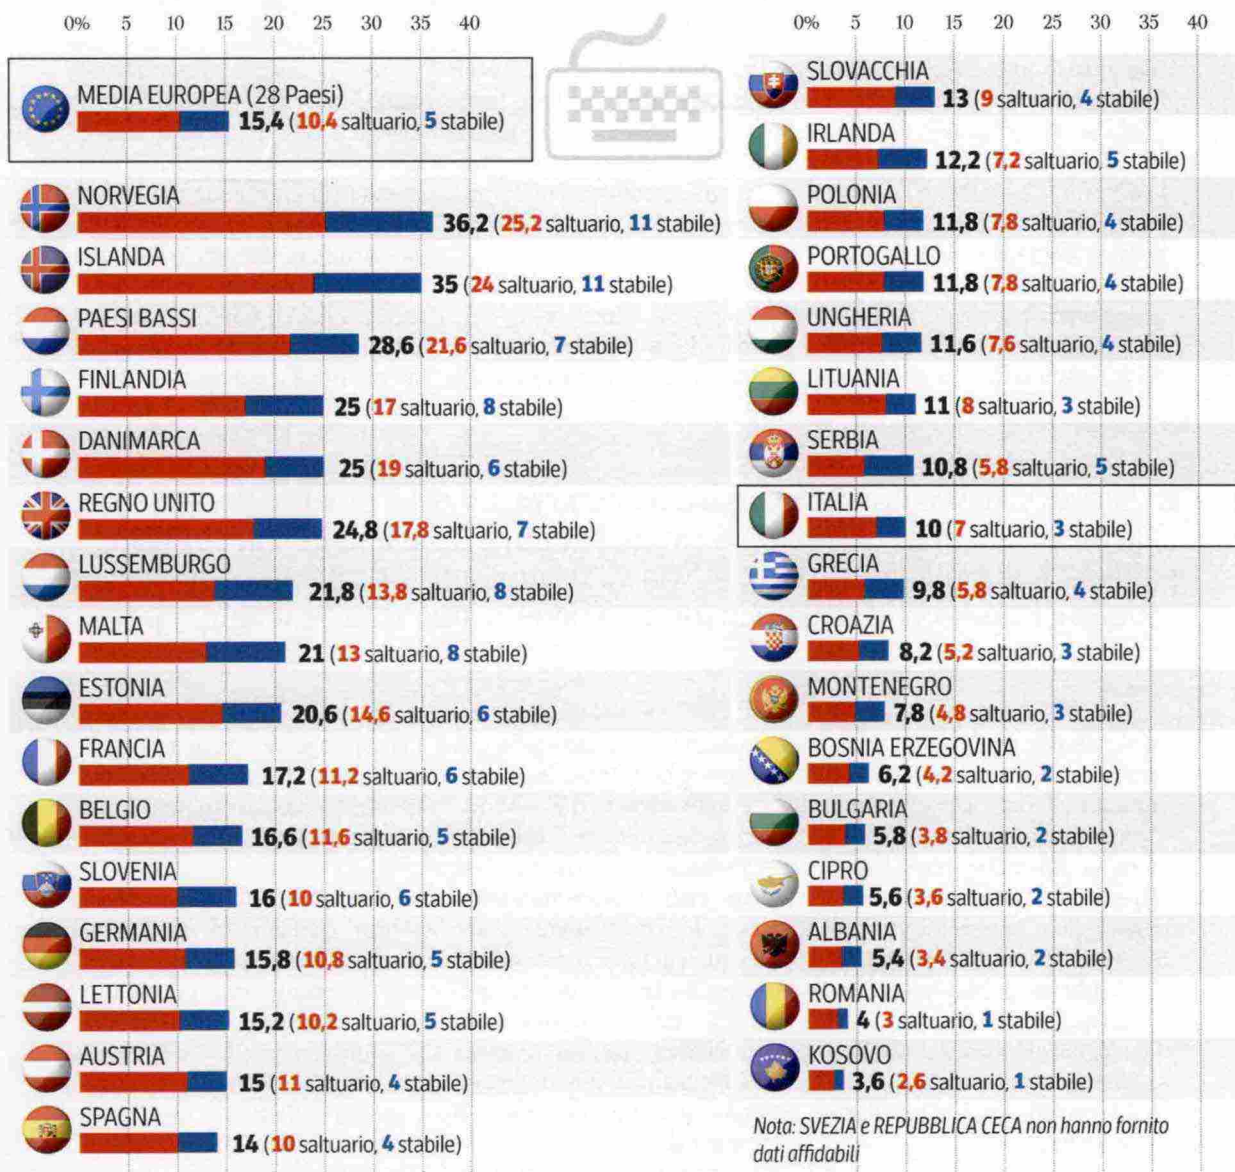 0% 5 10 15 20 25 30 35 40
MEDIA EUROPEA (28 Paesi)
15,4 (10,4 saltuario, 5 stabile)
NORVEGIA
36,2 (25,2 saltuario, 11 stabile)
ISLANDA
35 (24 saltuario, 11 stabile)
PAESI BASSI
28,6 (21,6 saltuario, 7 stabile)
FINLANDIA
25 (17 saltuario, 8 stabile)
DANIMARCA
25 (19 saltuario, 6 stabile)
REGNO UNITO
24,8 (17,8 saltuario, 7 stabile)
LUSSEMBURGO
21,8 (13,8 saltuario, 8 stabile)
MALTA
21 (13 saltuario, 8 stabile)
ESTONIA
20,6 (14,6 saltuario, 6 stabile)
FRANCIA
17,2 (11,2 saltuario, 6 stabile)
BELGIO
16,6 (11,6 saltuario, 5 stabile)
SLOVENIA
16 (10 saltuario, 6 stabile)
GERMANIA
15,8 (10,8 saltuario, 5 stabile)
LETTONIA
15,2 (10,2 saltuario, 5 stabile)
AUSTRIA
15 (11 saltuario, 4 stabile)
SPAGNA
14 (10 saltuario, 4 stabile)
0% 5 10 15 20 25 30 35 40
SLOVACCHIA
13 (9 saltuario, 4 stabile)
IRLANDA
12,2 (7,2 saltuario, 5 stabile)
POLONIA
11,8 (7,8 saltuario, 4 stabile)
PORTOGALLO
11,8 (7,8 saltuario, 4 stabile)
UNGHERIA
11,6 (7,6 saltuario, 4 stabile)
LITUANIA
11 (8 saltuario, 3 stabile)
SERBIA
10,8 (5,8 saltuario, 5 stabile)
ITALIA
10 (7 saltuario, 3 stabile)
GRECIA
9,8 (5,8 saltuario, 4 stabile)
CROAZIA
8,2 (5,2 saltuario, 3 stabile)
MONTENEGRO
7,8 (4,8 saltuario, 3 stabile)
BOSNIA ERZEGOVINA
6,2 (4,2 saltuario, 2 stabile)
BULGARIA
5,8 (3,8 saltuario, 2 stabile)
CIPRO
5,6 (3,6 saltuario, 2 stabile)
ALBANIA
5,4 (3,4 saltuario, 2 stabile)
ROMANIA
4 (3 saltuario, 1 stabile)
KOSOVO
3,6 (2,6 saltuario, 1 stabile)
Nota: SVEZIA e REPUBBLICA CECA non hanno fornito
dati affidabili